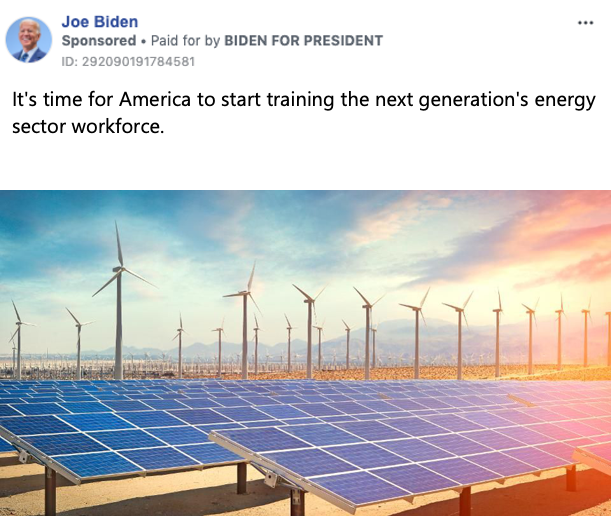 Joe Biden
Sponsored • Paid for by BIDEN FOR PRESIDENT
ID: 292090191784581
It's time for America to start training the next generation's energy
sector workforce.